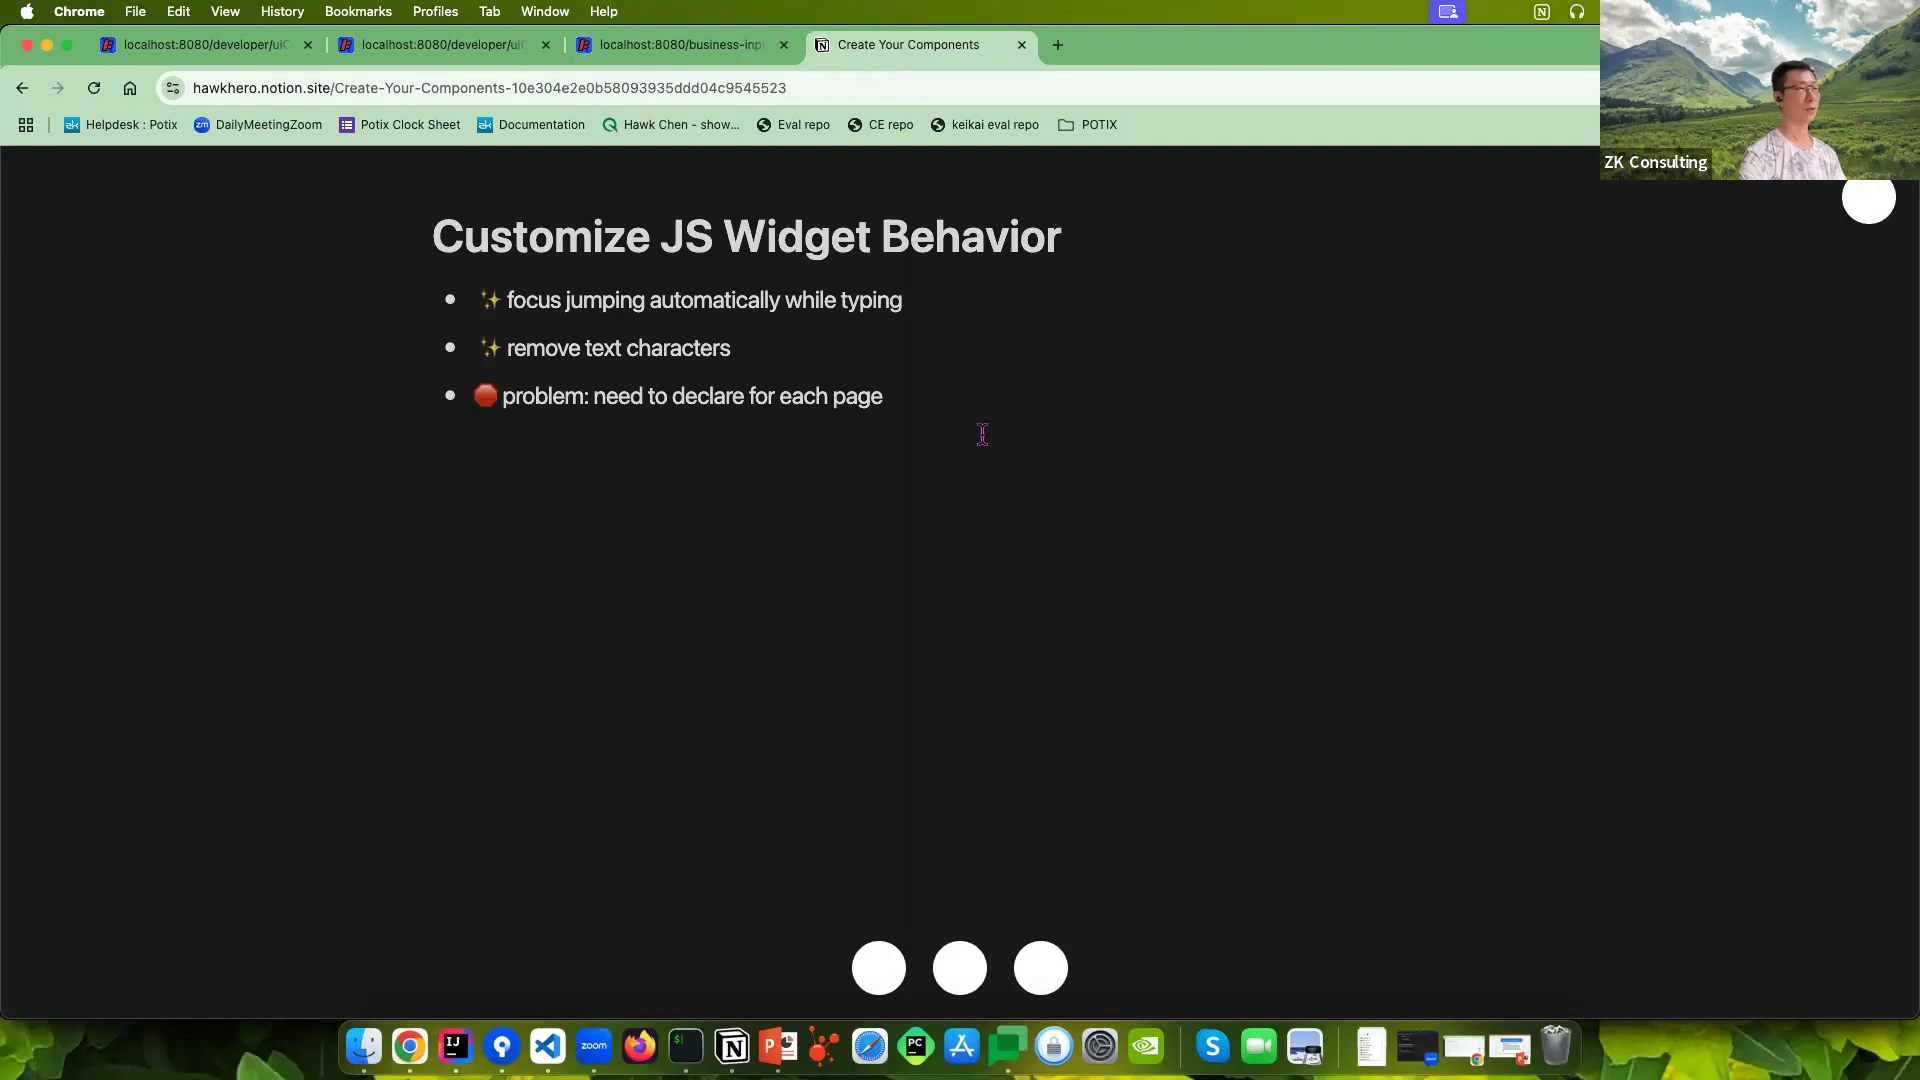 Chrome File Edit View History Bookmarks Profiles Tab Window Help
localhost:8080/developer/ui localhost:8080/developer/ui localhost:8080/business-inp Create Your Components
hawkhero.notion.site/Create-Your-Components-10e304e2e0b58093935ddd04c9545523
Helpdesk : Potix DailyMeetingZoom Potix Clock Sheet Documentation Hawk Chen - show... Eval repo CE repo keikai eval repo POTIX
ZK Consulting
Customize JS Widget Behavior
• ✨ focus jumping automatically while typing
• ✨ remove text characters
• 🛑 problem: need to declare for each page
zoom